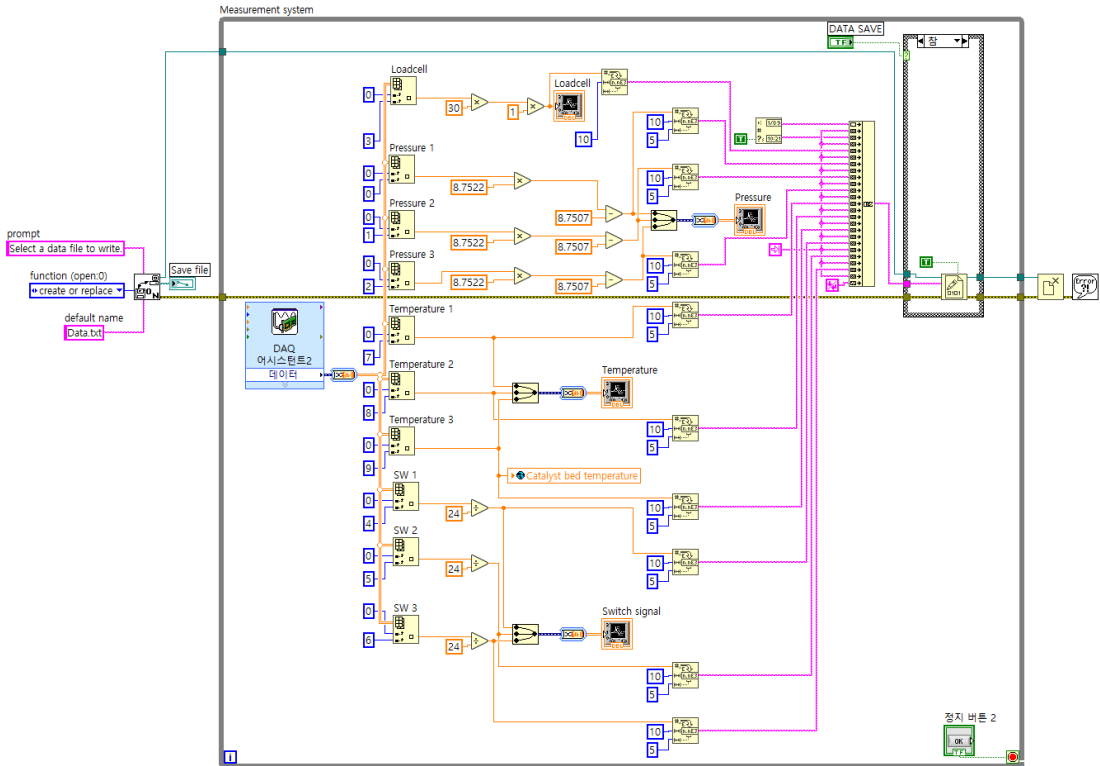 Measurement system
DATA SAVE
TF
참
Loadcell
0
3
30
1
Loadcell
10
10
5
T
Pressure 1
0
0
8.7522
8.7507
10
5
Pressure 2
0
1
8.7522
8.7507
Pressure
Pressure 3
0
2
8.7522
8.7507
10
5
prompt
Select a data file to write.
function (open:0)
create or replace
default name
Data.txt
Save file
T
Error
?!
DAQ
어시스턴트2
데이터
Temperature 1
0
7
10
5
Temperature 2
0
8
Temperature
Temperature 3
0
9
10
5
Catalyst bed temperature
SW 1
0
4
24
10
5
SW 2
0
5
24
10
5
SW 3
0
6
24
Switch signal
10
5
10
5
정지 버튼 2
OK
TF
i